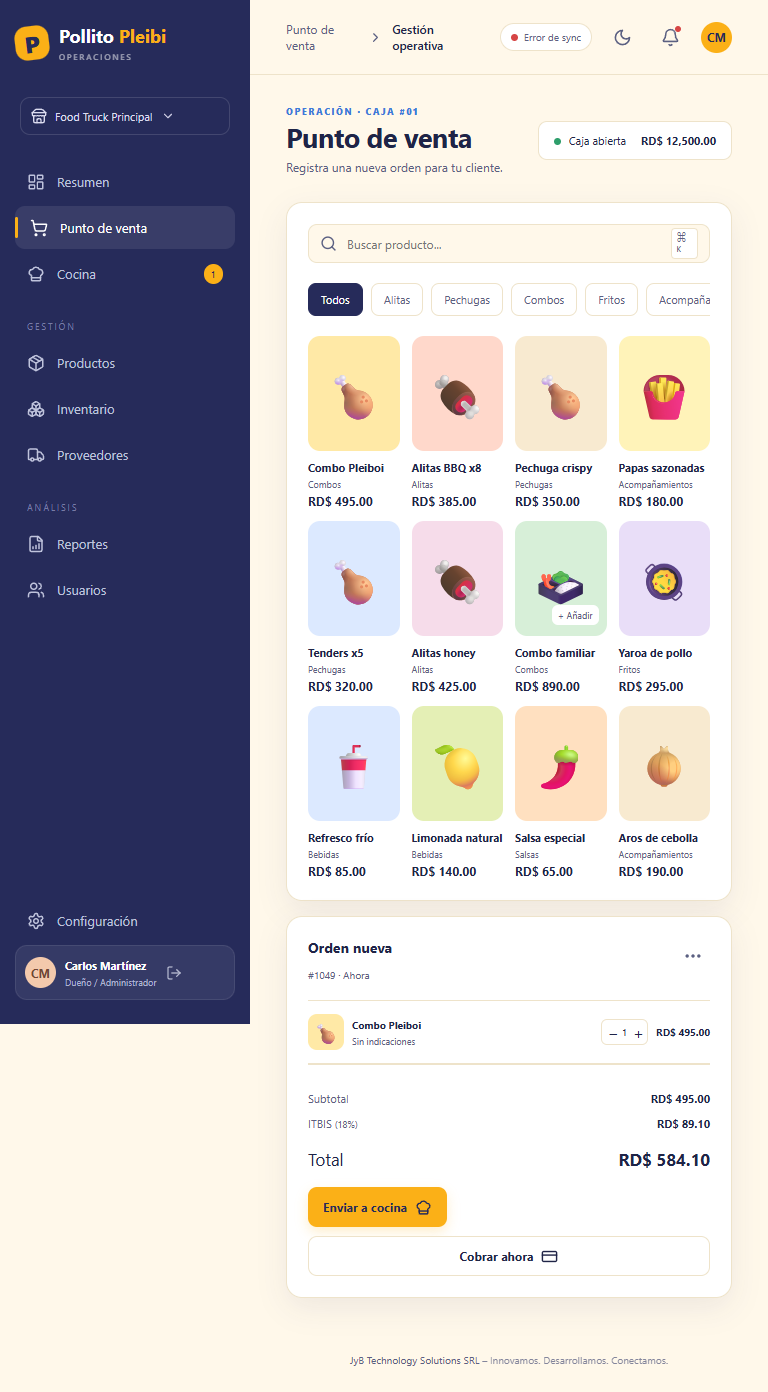 P
Pollito Pleibi
OPERACIONES
Food Truck Principal
Resumen
Punto de venta
Cocina
1
GESTIÓN
Productos
Inventario
Proveedores
ANÁLISIS
Reportes
Usuarios
Configuración
CM
Carlos Martínez
Dueño / Administrador
Punto de
venta
Gestión
operativa
Error de sync
CM
OPERACIÓN · CAJA #01
Punto de venta
Registra una nueva orden para tu cliente.
Caja abierta RD$ 12,500.00
Buscar producto...
⌘
K
Todos Alitas Pechugas Combos Fritos Acompaña
Combo Pleiboi Alitas BBQ x8 Pechuga crispy Papas sazonadas
Combos Alitas Pechugas Acompañamientos
RD$ 495.00 RD$ 385.00 RD$ 350.00 RD$ 180.00
+ Añadir
Tenders x5 Alitas honey Combo familiar Yaroa de pollo
Pechugas Alitas Combos Fritos
RD$ 320.00 RD$ 425.00 RD$ 890.00 RD$ 295.00
Refresco frío Limonada natural Salsa especial Aros de cebolla
Bebidas Bebidas Salsas Acompañamientos
RD$ 85.00 RD$ 140.00 RD$ 65.00 RD$ 190.00
Orden nueva
#1049 · Ahora
Combo Pleiboi
Sin indicaciones
− 1 + RD$ 495.00
Subtotal RD$ 495.00
ITBIS (18%) RD$ 89.10
Total RD$ 584.10
Enviar a cocina
Cobrar ahora
JyB Technology Solutions SRL – Innovamos. Desarrollamos. Conectamos.